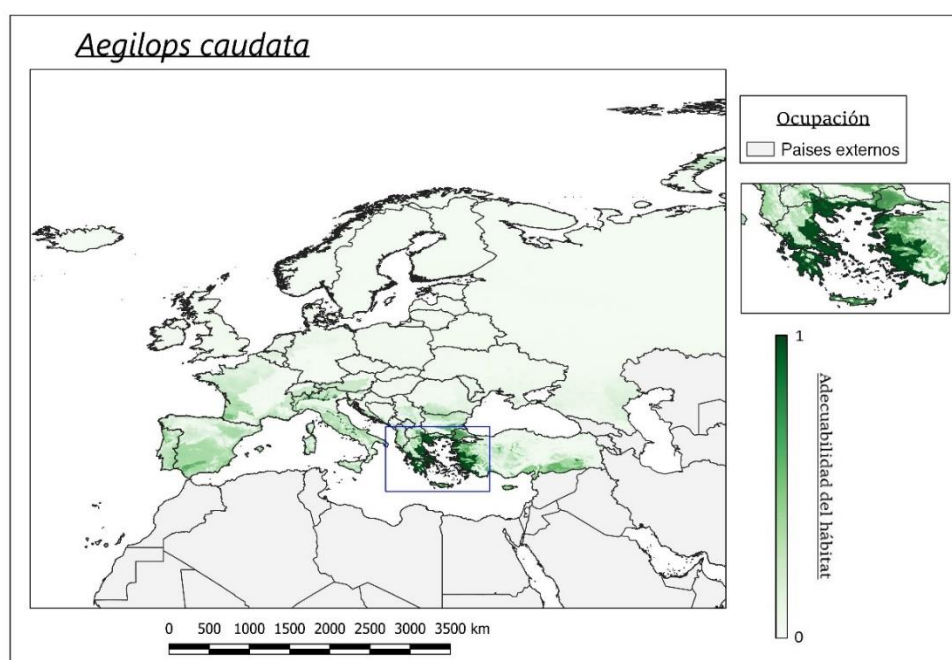 Aegilops caudata
Ocupación
Paises externos
1
Adecuabilidad del hábitat
0
0 500 1000 1500 2000 2500 3000 3500 km